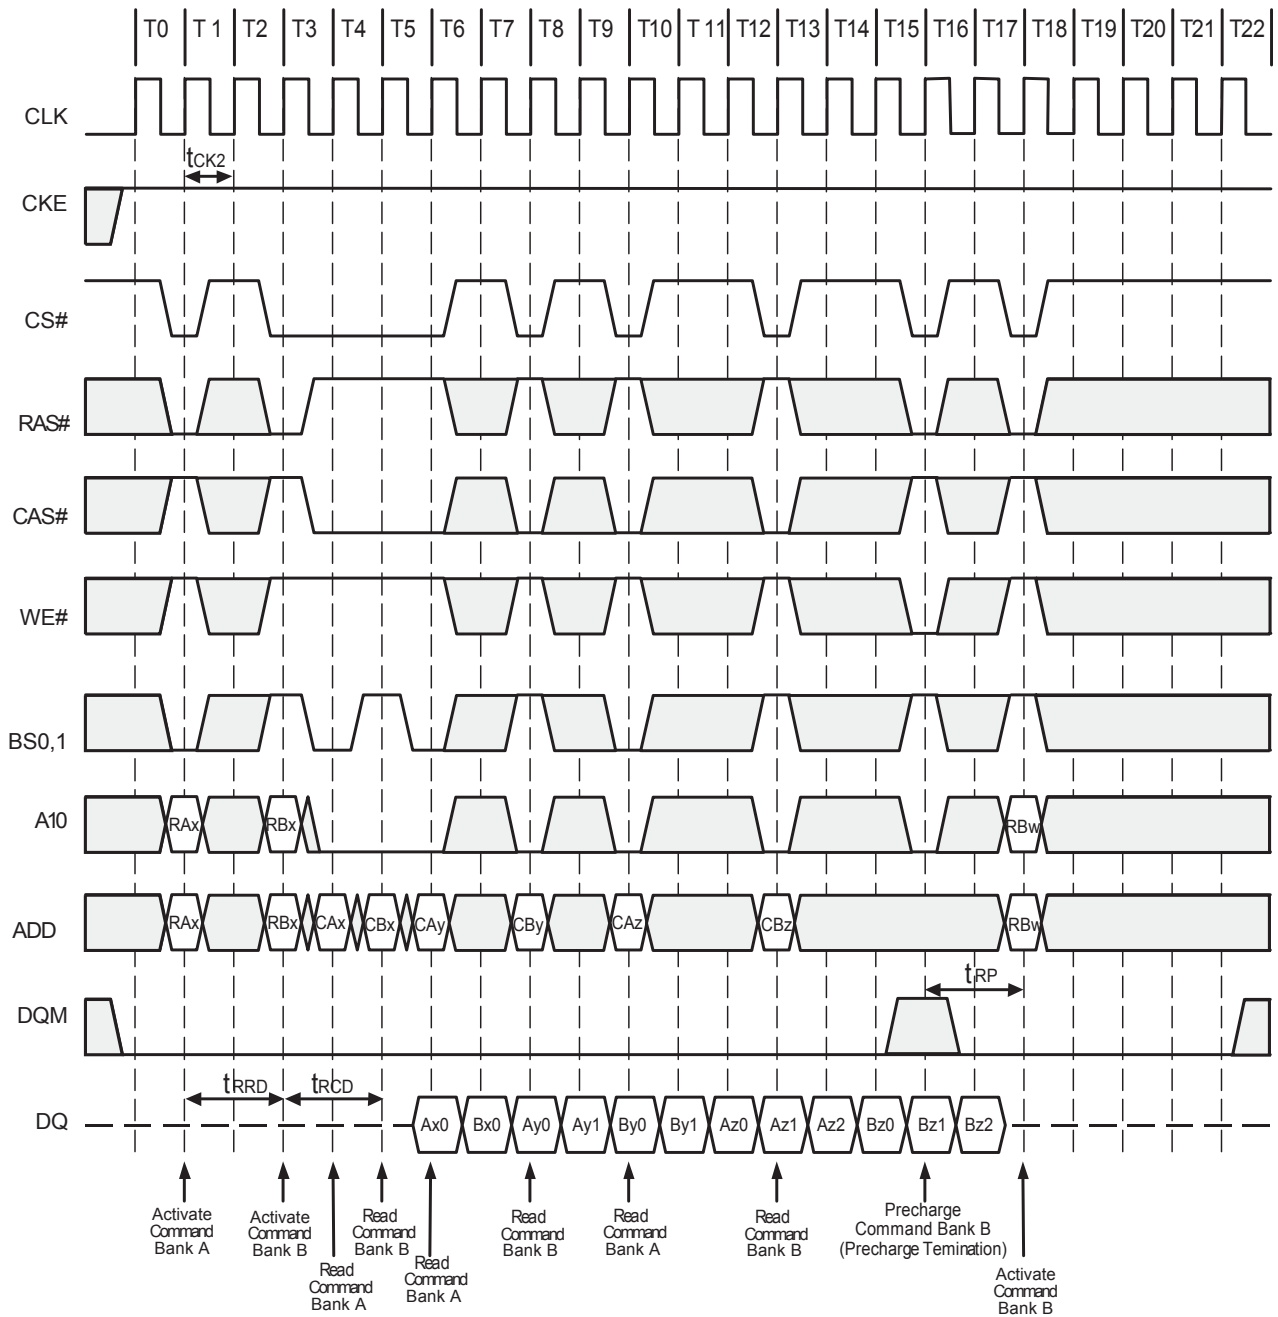 T0 T1 T2 T3 T4 T5 T6 T7 T8 T9 T10 T11 T12 T13 T14 T15 T16 T17 T18 T19 T20 T21 T22
CLK
tCK2
CKE
CS#
RAS#
CAS#
WE#
BS0,1
A10
RAx RBx RBw
ADD
RAx RBx CAx CBx CAy CBy CAz CBz RBw
tRP
DQM
tRRD tRCD
DQ
Ax0 Bx0 Ay0 Ay1 By0 By1 Az0 Az1 Az2 Bz0 Bz1 Bz2
Activate
Command
Bank A
Activate
Command
Bank B
Read
Command
Bank A
Read
Command
Bank B
Read
Command
Bank A
Read
Command
Bank B
Read
Command
Bank A
Read
Command
Bank B
Precharge
Command Bank B
(Precharge Temination)
Activate
Command
Bank B